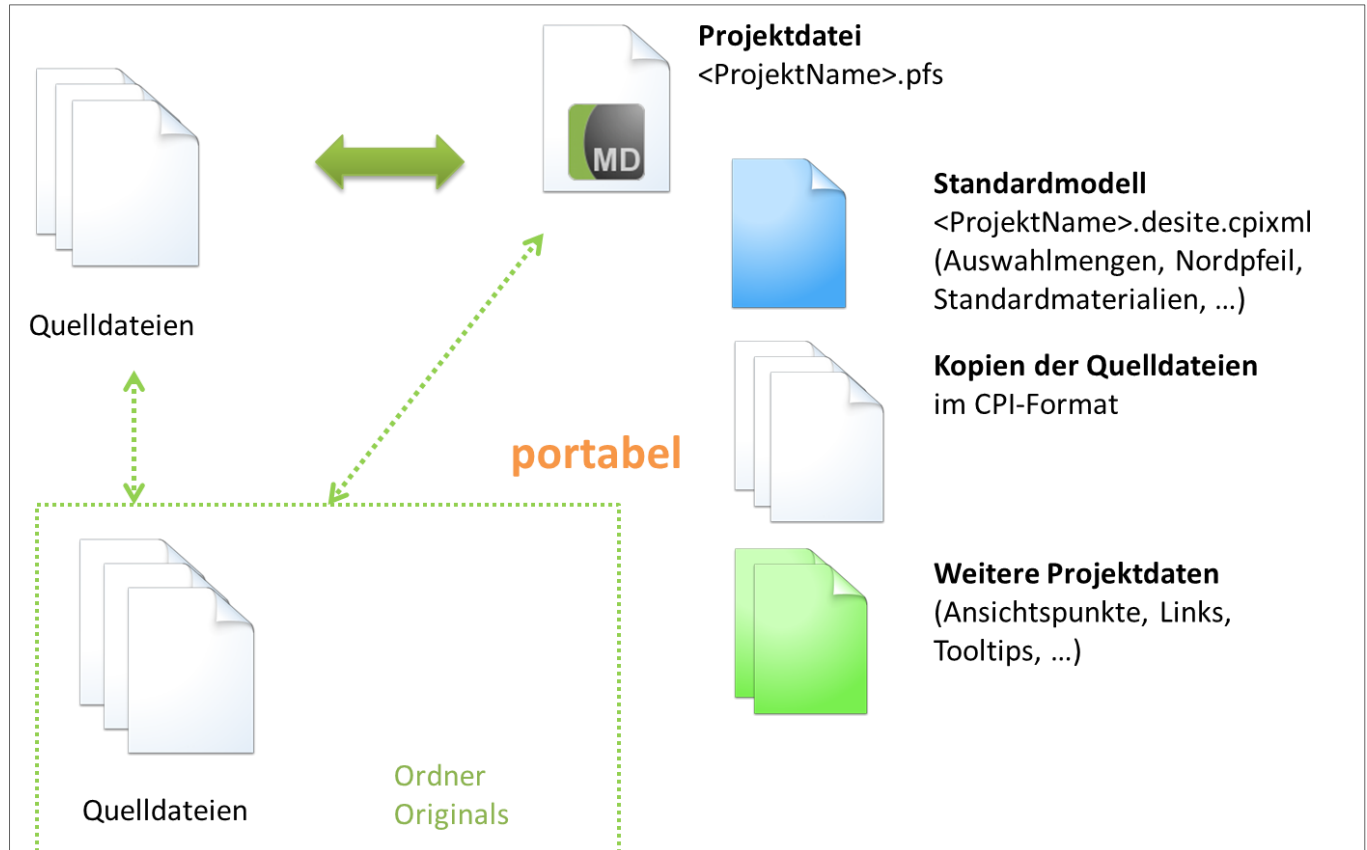 Projektdatei
<ProjektName>.pfs
MD
Standardmodell
<ProjektName>.desite.cpixml
(Auswahlmengen, Nordpfeil,
Standardmaterialien, ...)
Quelldateien
Kopien der Quelldateien
im CPI-Format
portabel
Weitere Projektdaten
(Ansichtspunkte, Links,
Tooltips, ...)
Ordner
Originals
Quelldateien